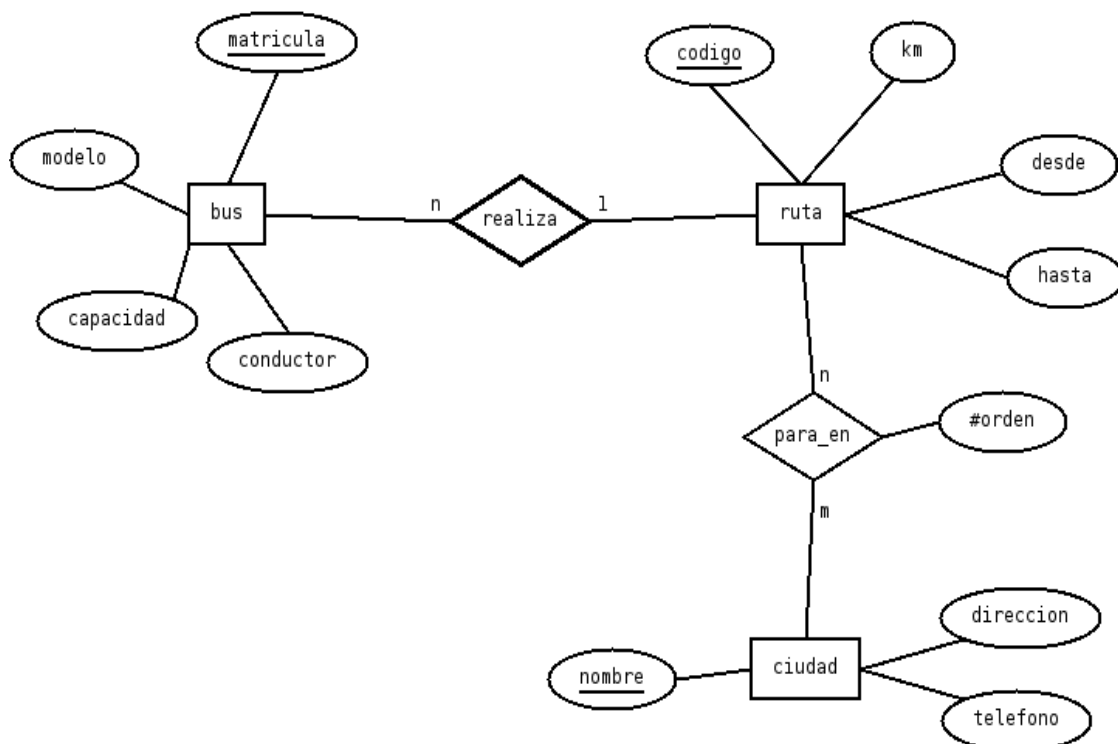 matricula
codigo
km
modelo
desde
bus
n
realiza
1
ruta
hasta
capacidad
conductor
n
para_en
#orden
m
direccion
nombre
ciudad
telefono